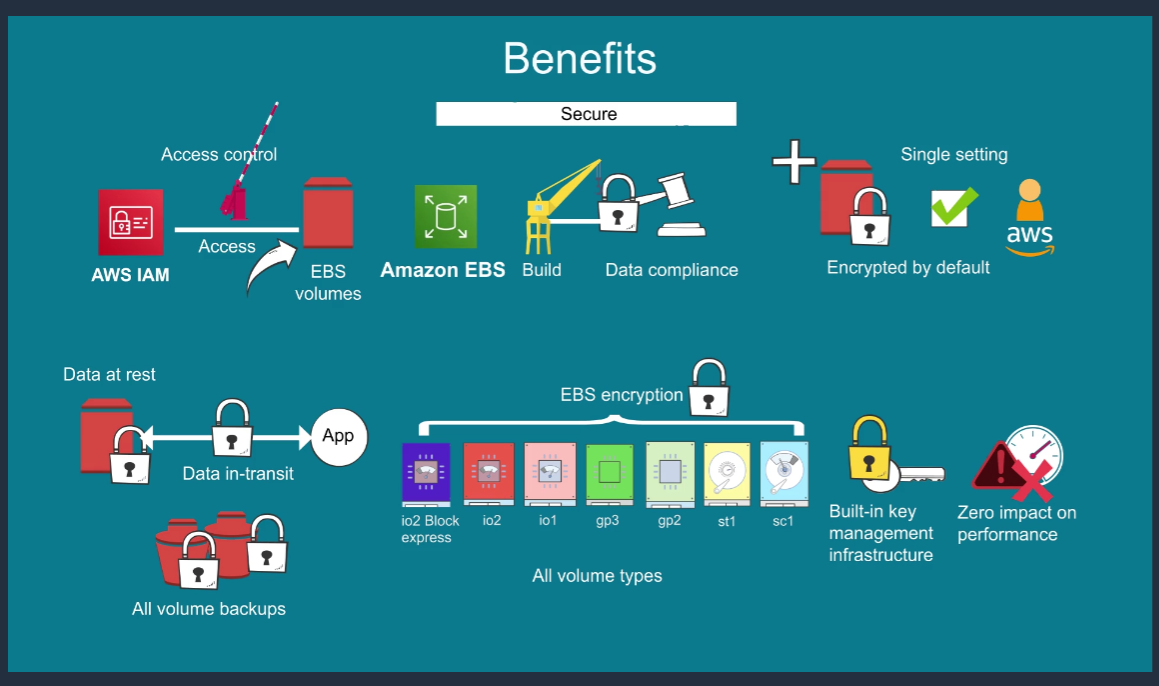 Benefits
Secure
Access control
Access
AWS IAM
EBS
volumes
Amazon EBS
Build
Data compliance
Single setting
aws
Encrypted by default
Data at rest
App
Data in-transit
All volume backups
EBS encryption
io2 Block
express
io2
io1
gp3
gp2
st1
sc1
All volume types
Built-in key
management
infrastructure
Zero impact on
performance